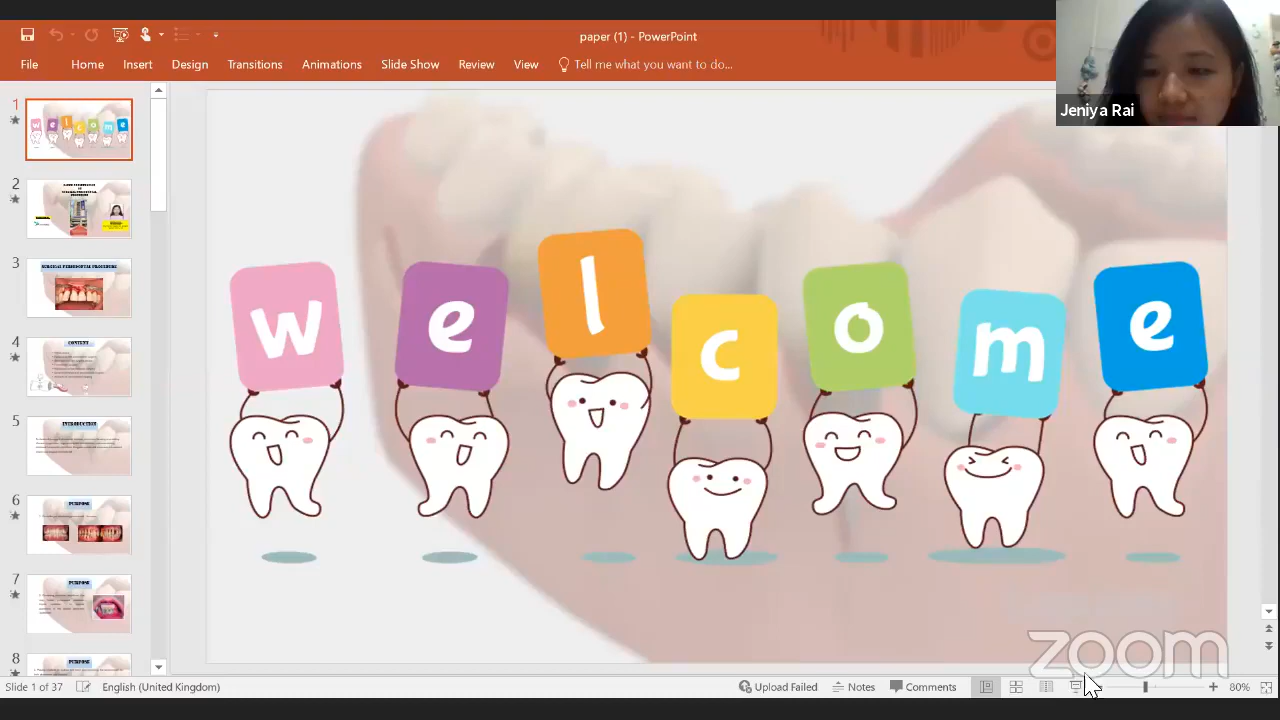 paper (1) - PowerPoint
File Home Insert Design Transitions Animations Slide Show Review View Tell me what you want to do...
Jeniya Rai
1
w e l c o m e
2
3
SURGICAL PERIODONTAL PROCEDURE
4
CONTENT
5
INTRODUCTION
6
PURPOSE
7
PURPOSE
8
PURPOSE
w e l c o m e
zoom
Slide 1 of 37 English (United Kingdom) Upload Failed Notes Comments 80%